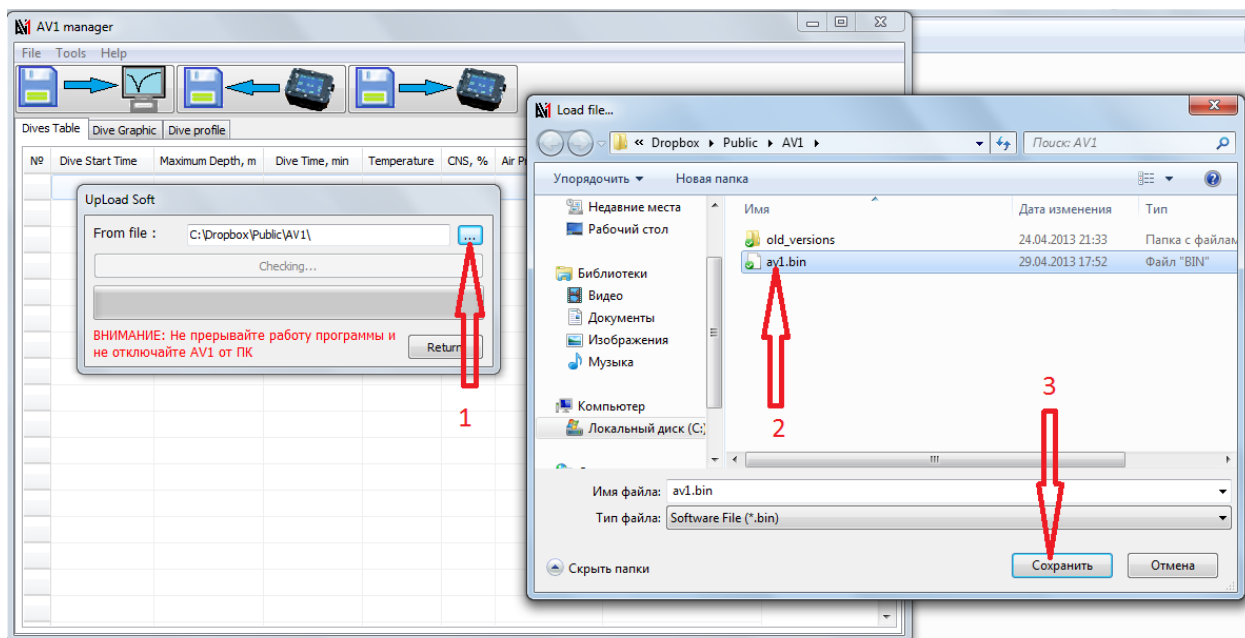 AV1 manager
File Tools Help
Dives Table Dive Graphic Dive profile
Nº Dive Start Time Maximum Depth, m Dive Time, min Temperature CNS, % Air
UpLoad Soft
From file : C:\Dropbox\Public\AV1\ ...
Checking...
ВНИМАНИЕ: Не прерывайте работу программы и
не отключайте AV1 от ПК
Return
1
Load file...
« Dropbox Public AV1
Поиск: AV1
Упорядочить Новая папка
Недавние места
Рабочий стол
Библиотеки
Видео
Документы
Изображения
Музыка
Компьютер
Локальный диск (C:)
Имя Дата изменения Тип
old_versions 24.04.2013 21:33 Папка с файлам
av1.bin 29.04.2013 17:52 Файл "BIN"
2
3
Имя файла: av1.bin
Тип файла: Software File (*.bin)
Скрыть папки
Сохранить Отмена